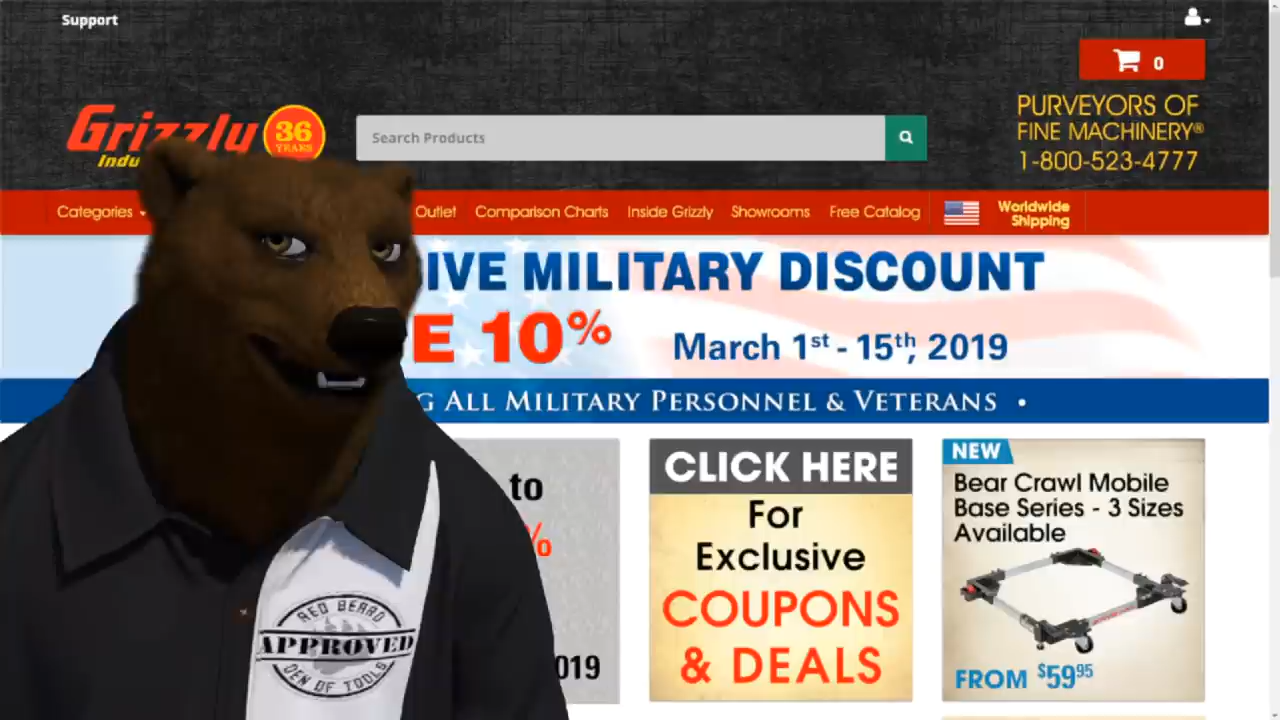 Support
0
Grizzly
36
YEARS
Search Products
PURVEYORS OF
FINE MACHINERY®
1-800-523-4777
Categories
Outlet
Comparison Charts
Inside Grizzly
Showrooms
Free Catalog
Worldwide
Shipping
MILITARY DISCOUNT
10%
March 1st - 15th, 2019
ALL MILITARY PERSONNEL & VETERANS •
to
%
CLICK HERE
For
Exclusive
COUPONS
& DEALS
NEW
Bear Crawl Mobile
Base Series - 3 Sizes
Available
FROM $59.95
RED BEARD
APPROVED
DEN OF TOOLS